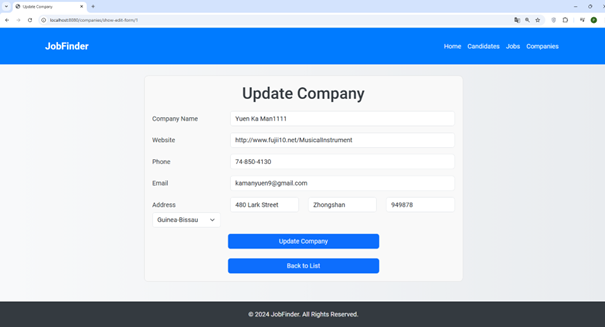 Update Company
localhost:8080/companies/show-edit-form/7
JobFinder
Home Candidates Jobs Companies
Update Company
Company Name Yuen Ka Man1111
Website http://www.fujii10.net/MusicalInstrument
Phone 74-850-4130
Email kamanyuen9@gmail.com
Address 480 Lark Street Zhongshan 949878
Guinea-Bissau
Update Company
Back to List
© 2024 JobFinder. All Rights Reserved.